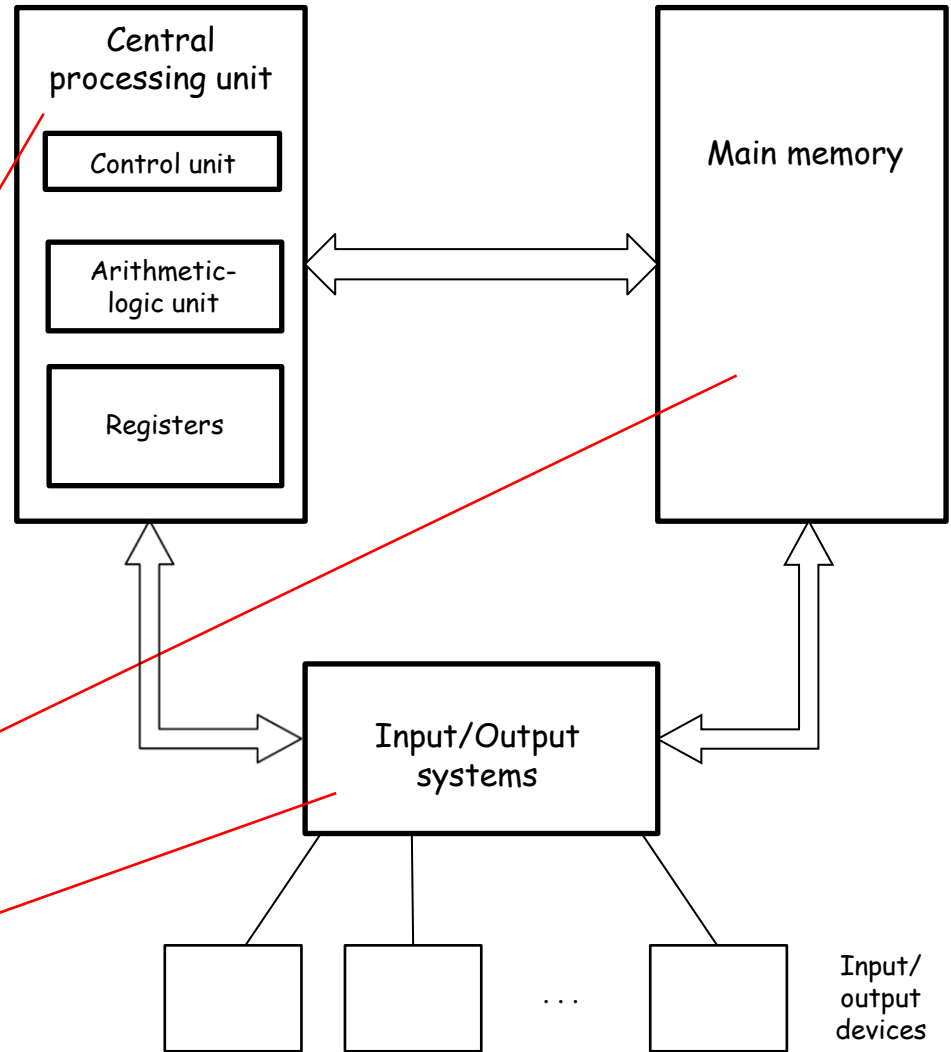 Central
processing unit
Control unit
Arithmetic-
logic unit
Registers
Main memory
Input/Output
systems
. . .
Input/
output
devices